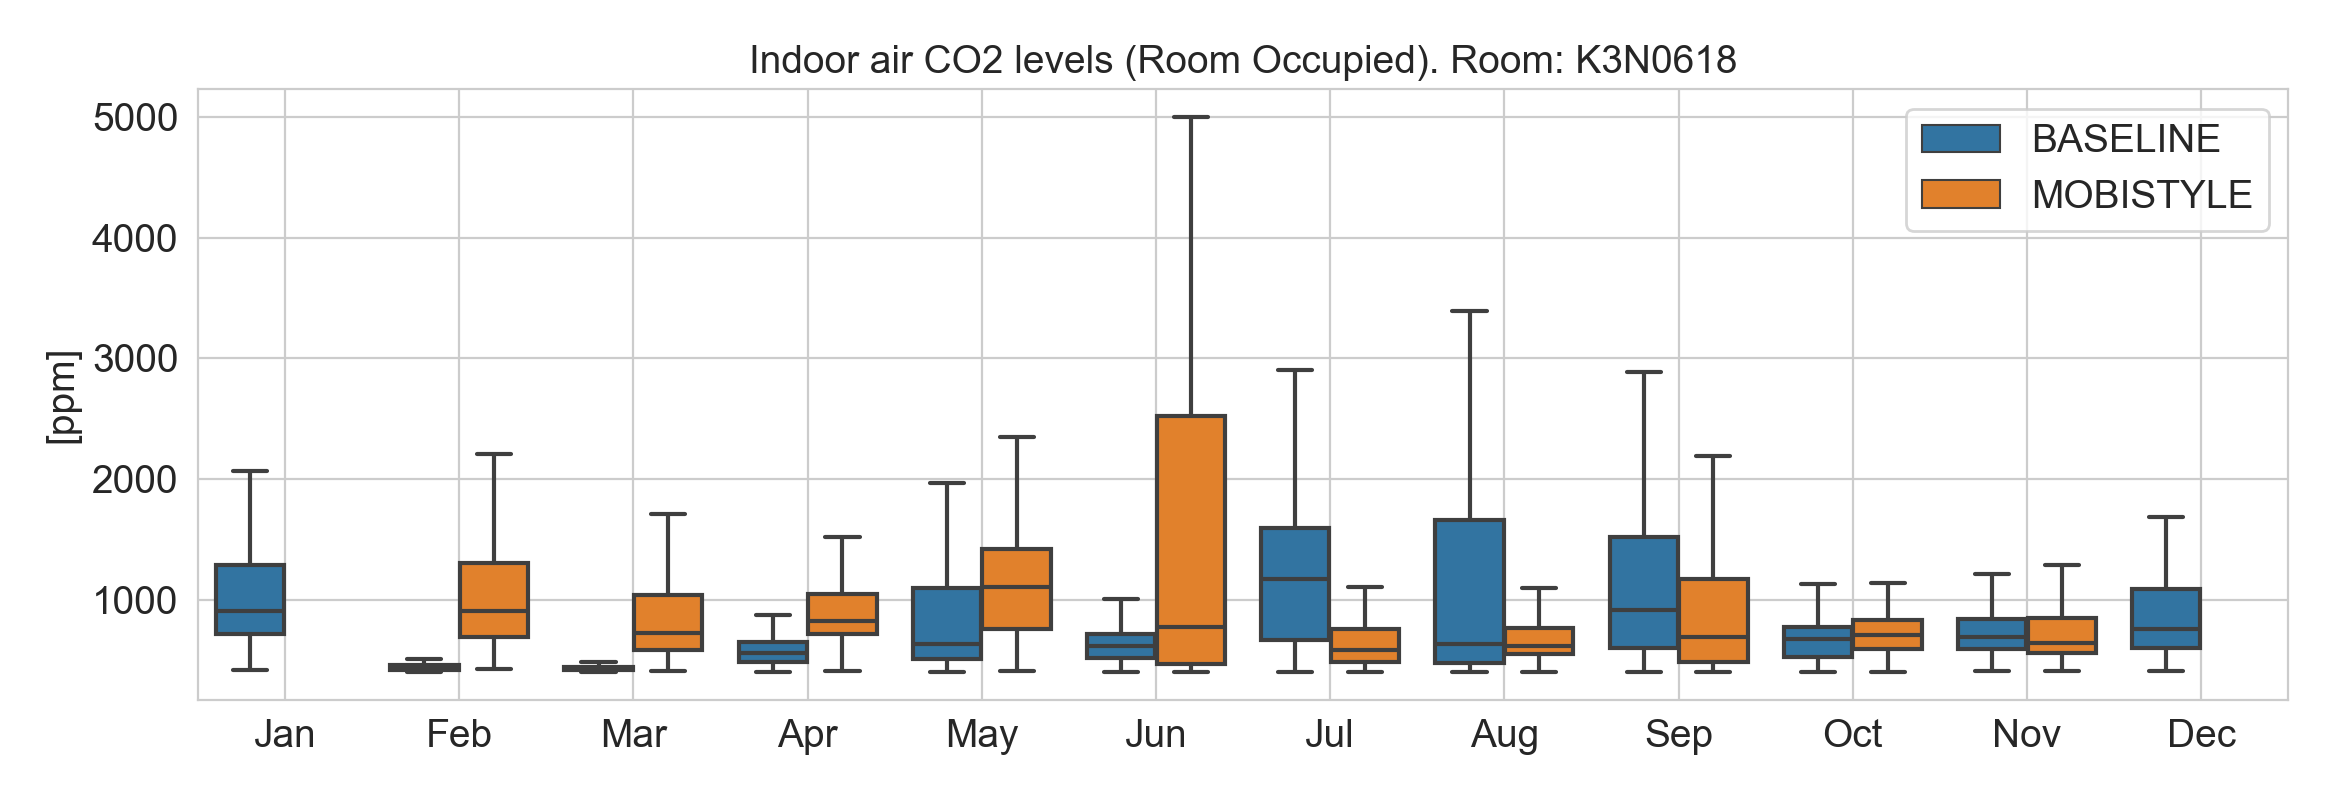 Indoor air CO2 levels (Room Occupied). Room: K3N0618
5000
4000
3000
2000
1000
[ppm]
BASELINE
MOBISTYLE
Jan Feb Mar Apr May Jun Jul Aug Sep Oct Nov Dec